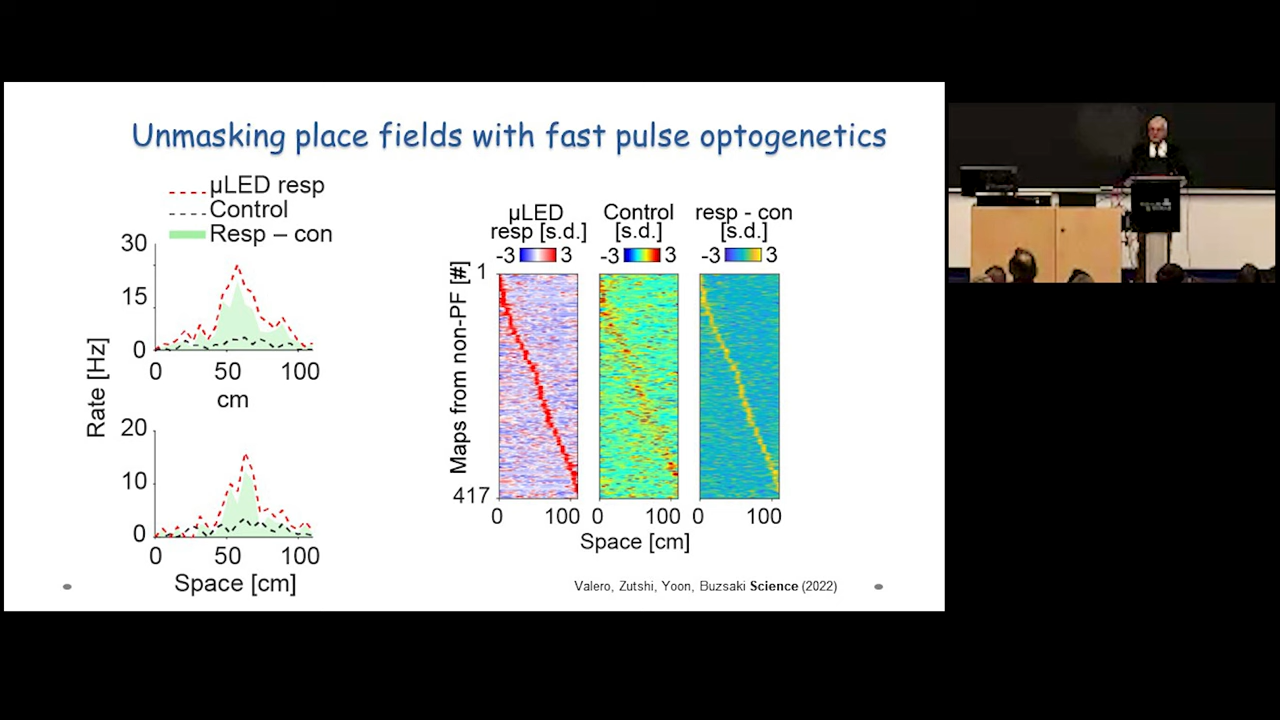 Unmasking place fields with fast pulse optogenetics
µLED resp
Control
Resp – con
30
15
0
0 50 100
cm
Rate [Hz]
20
10
0
0 50 100
Space [cm]
µLED
resp [s.d.]
-3 3
Control
[s.d.]
-3 3
resp - con
[s.d.]
-3 3
Maps from non-PF [#]
1
417
0 100 0 100 0 100
Space [cm]
Valero, Zutshi, Yoon, Buzsaki Science (2022)